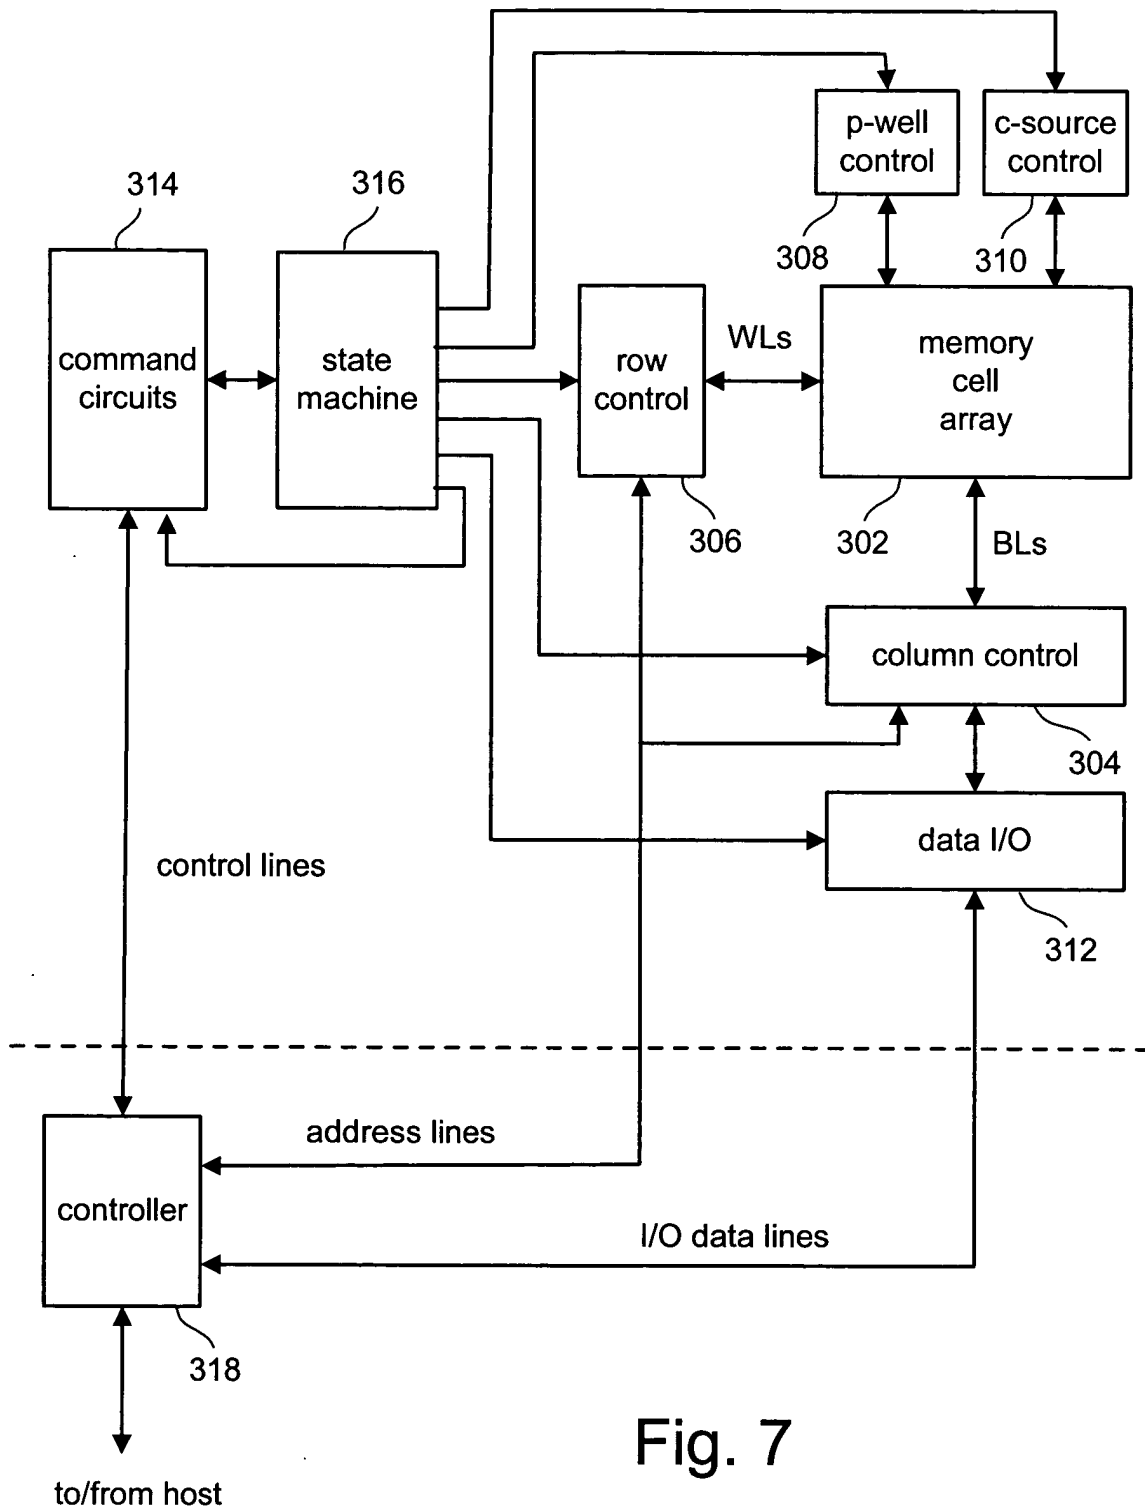 p-well
control
c-source
control
314
316
308
310
command
circuits
state
machine
row
control
WLs
memory
cell
array
306
302
BLs
column control
304
data I/O
control lines
312
address lines
controller
I/O data lines
318
Fig. 7
to/from host